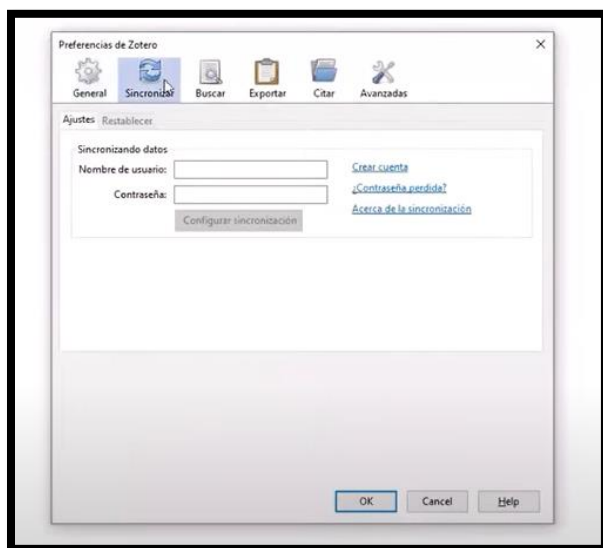 Preferencias de Zotero
General Sincronizar Buscar Exportar Citar Avanzadas
Ajustes Restablecer
Sincronizando datos
Nombre de usuario: Crear cuenta
Contraseña: ¿Contraseña perdida?
Configurar sincronización Acerca de la sincronización
OK Cancel Help